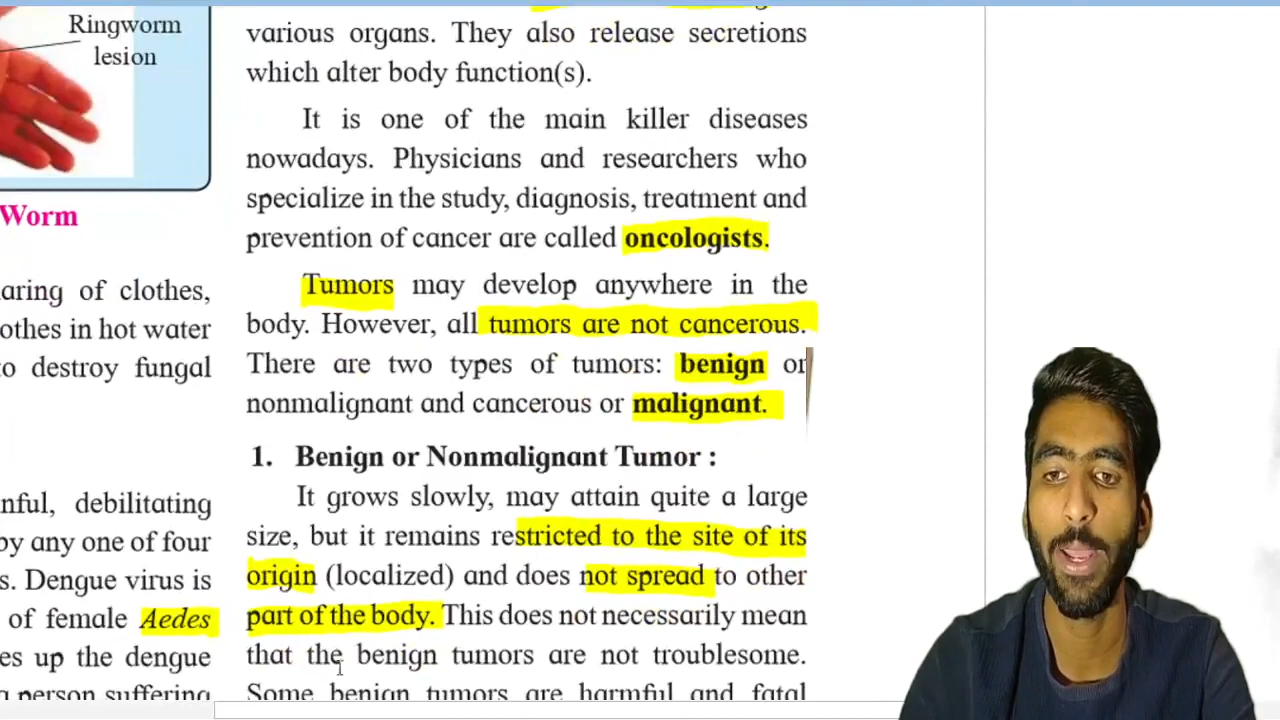 Ringworm
lesion
Worm
aring of clothes,
othes in hot water
o destroy fungal
nful, debilitating
by any one of four
s. Dengue virus is
of female Aedes
es up the dengue
a person suffering
various organs. They also release secretions
which alter body function(s).
It is one of the main killer diseases
nowadays. Physicians and researchers who
specialize in the study, diagnosis, treatment and
prevention of cancer are called oncologists.
Tumors may develop anywhere in the
body. However, all tumors are not cancerous.
There are two types of tumors: benign or
nonmalignant and cancerous or malignant.
1. Benign or Nonmalignant Tumor :
It grows slowly, may attain quite a large
size, but it remains restricted to the site of its
origin (localized) and does not spread to other
part of the body. This does not necessarily mean
that the benign tumors are not troublesome.
Some benign tumors are harmful and fatal